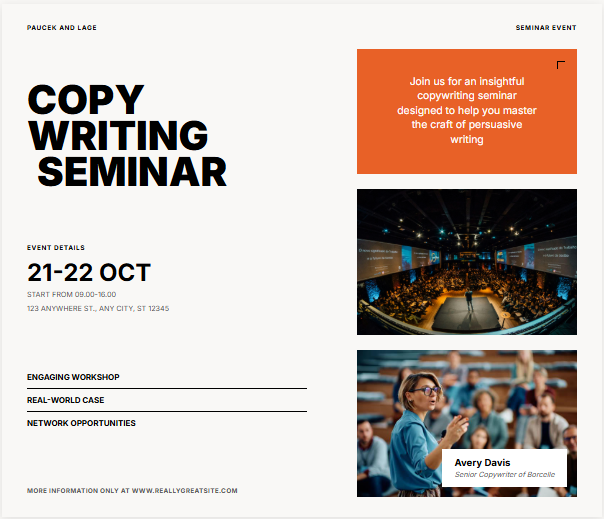 PAUCEK AND LAGE
SEMINAR EVENT
COPY
WRITING
SEMINAR
EVENT DETAILS
21-22 OCT
START FROM 09.00-16.00
123 ANYWHERE ST., ANY CITY, ST 12345
ENGAGING WORKSHOP
REAL-WORLD CASE
NETWORK OPPORTUNITIES
MORE INFORMATION ONLY AT WWW.REALLYGREATSITE.COM
Join us for an insightful
copywriting seminar
designed to help you master
the craft of persuasive
writing
Avery Davis
Senior Copywriter of Borcelle